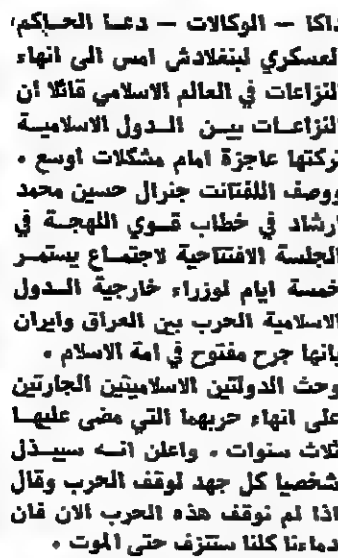 داكا – الوكالات – دعا الحاكم
العسكري لبنغلادش امس الى انهاء
النزاعات في العالم الاسلامي قائلا ان
النزاعات بين الدول الاسلامية
تركتها عاجزة امام مشكلات اوسع .
ووصف اللفتانت جنرال حسين محمد
ارشاد في خطاب قوي اللهجة في
الجلسة الافتتاحية لاجتماع يستمر
خمسة ايام لوزراء خارجية الدول
الاسلامية الحرب بين العراق وايران
بانها جرح مفتوح في امة الاسلام .
وحث الدولتين الاسلاميتين الجارتين
على انهاء حربهما التي مضى عليها
ثلاث سنوات . واعلن انه سيبذل
شخصيا كل جهد لوقف الحرب وقال
اذا لم نوقف هذه الحرب الان فان
دماءنا كلنا ستنزف حتى الموت .